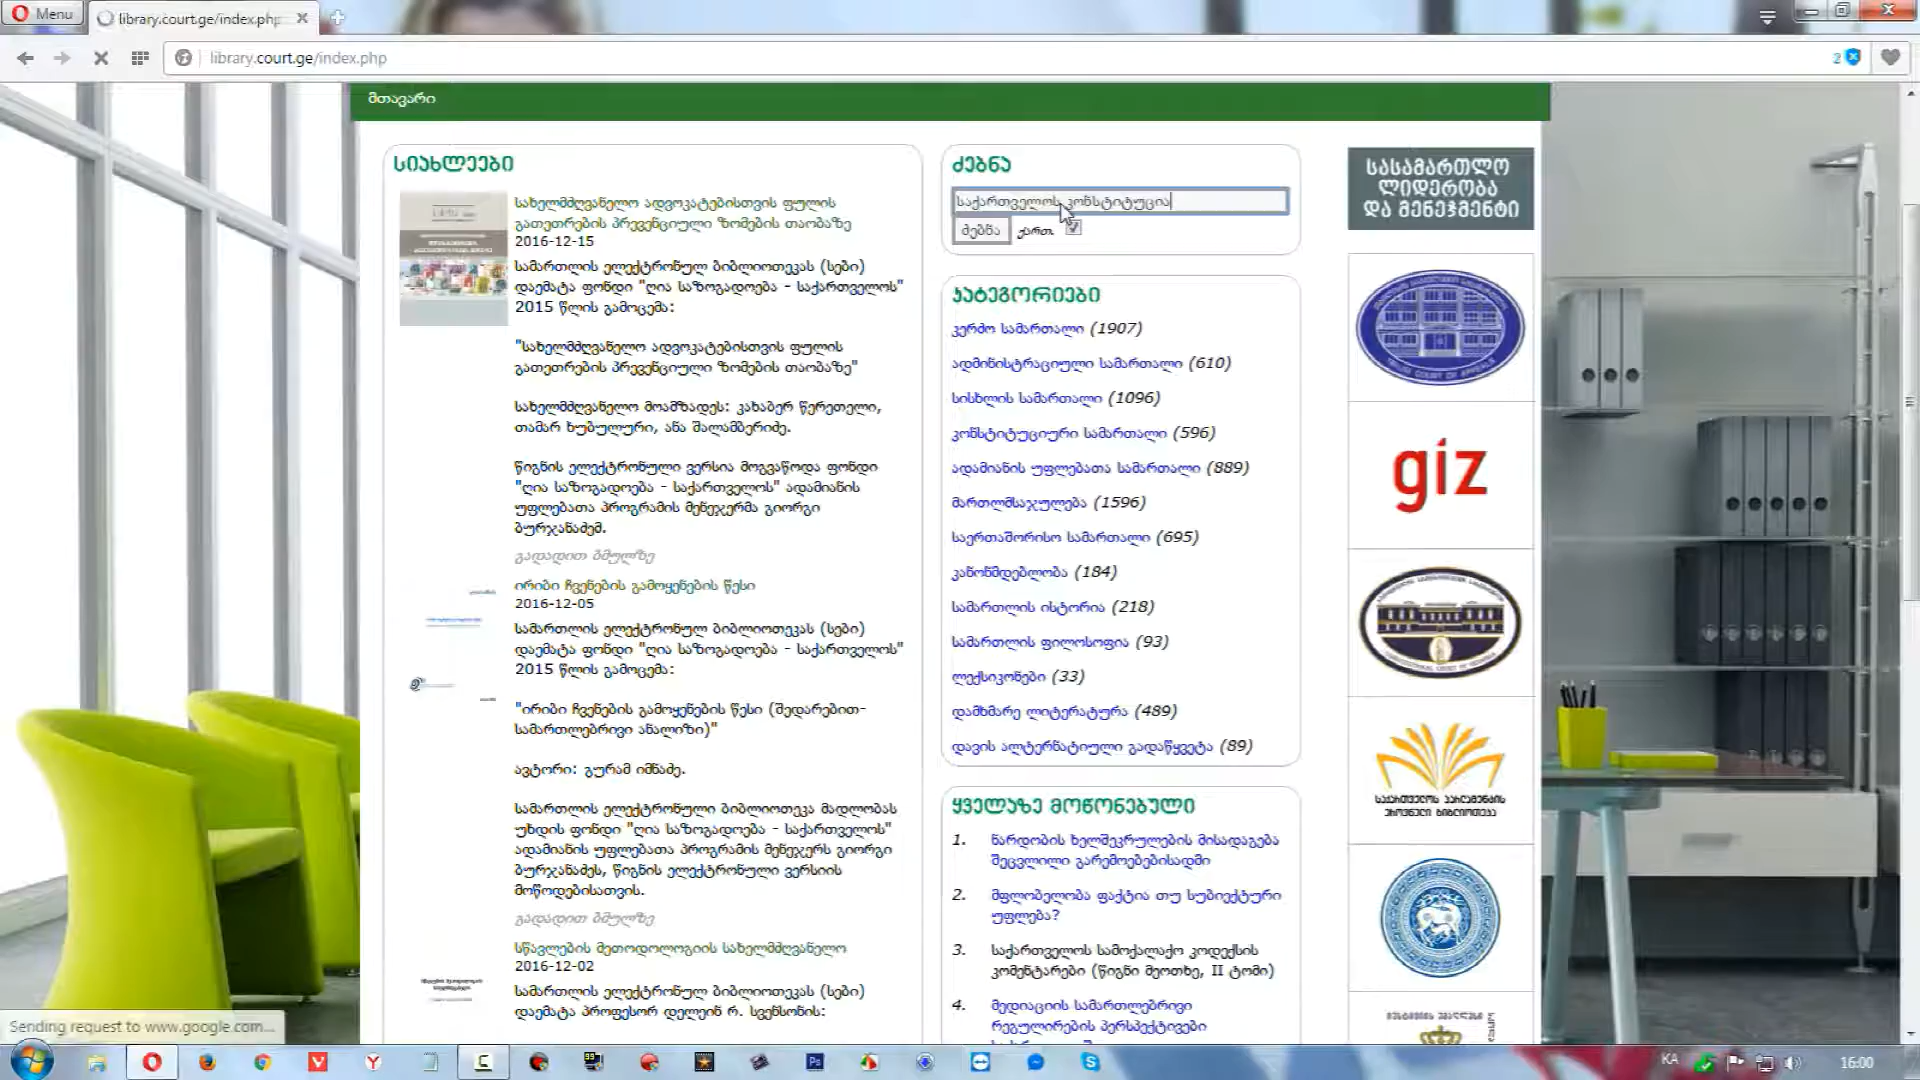 Menu
library.court.ge/index.php
library.court.ge/index.php
2
მთავარი
სიახლეები
სახელმძღვანელო ადვოკატებისთვის ფულის
გათეთრების პრევენციული ზომების თაობაზე
2016-12-15
სამართლის ელექტრონულ ბიბლიოთეკას (სები)
დაემატა ფონდი "ღია საზოგადოება - საქართველოს"
2015 წლის გამოცემა:
"სახელმძღვანელო ადვოკატებისთვის ფულის
გათეთრების პრევენციული ზომების თაობაზე"
სახელმძღვანელო მოამზადეს: კახაბერ წერეთელი,
თამარ ხუბულური, ანა შალამბერიძე.
წიგნის ელექტრონული ვერსია მოგვაწოდა ფონდი
"ღია საზოგადოება - საქართველოს" ადამიანის
უფლებათა პროგრამის მენეჯერმა გიორგი
ბურჯანაძემ.
გადადით ბმულზე
ირიბი ჩვენების გამოყენების წესი
2016-12-05
სამართლის ელექტრონულ ბიბლიოთეკას (სები)
დაემატა ფონდი "ღია საზოგადოება - საქართველოს"
2015 წლის გამოცემა:
"ირიბი ჩვენების გამოყენების წესი (შედარებით-
სამართლებრივი ანალიზი)"
ავტორი: გურამ იმნაძე.
სამართლის ელექტრონული ბიბლიოთეკა მადლობას
უხდის ფონდი "ღია საზოგადოება - საქართველოს"
ადამიანის უფლებათა პროგრამის მენეჯერს გიორგი
ბურჯანაძეს, წიგნის ელექტრონული ვერსიის
მოწოდებისათვის.
გადადით ბმულზე
სწავლების მეთოდოლოგიის სახელმძღვანელო
2016-12-02
სამართლის ელექტრონულ ბიბლიოთეკას (სები)
დაემატა პროფესორ დელეინ რ. სვენსონის:
ძებნა
საქართველოს კონსტიტუცია
ძებნა ქართ.
კატეგორიები
კერძო სამართალი (1907)
ადმინისტრაციული სამართალი (610)
სისხლის სამართალი (1096)
კონსტიტუციური სამართალი (596)
ადამიანის უფლებათა სამართალი (889)
მართლმსაჯულება (1596)
საერთაშორისო სამართალი (695)
კანონმდებლობა (184)
სამართლის ისტორია (218)
სამართლის ფილოსოფია (93)
ლექსიკონები (33)
დამხმარე ლიტერატურა (489)
დავის ალტერნატიული გადაწყვეტა (89)
ყველაზე მოწონებული
1. ნარდობის ხელშეკრულების მისადაგება
შეცვლილი გარემოებებისადმი
2. მფლობელობა ფაქტია თუ სუბიექტური
უფლება?
3. საქართველოს სამოქალაქო კოდექსის
კომენტარები (წიგნი მეოთხე, II ტომი)
4. მედიაციის სამართლებრივი
რეგულირების პერსპექტივები
სასამართლო
ლიდერობა
და მენეჯმენტი
giz
საქართველოს პარლამენტის
ეროვნული ბიბლიოთეკა
Sending request to www.google.com...
KA
16:00